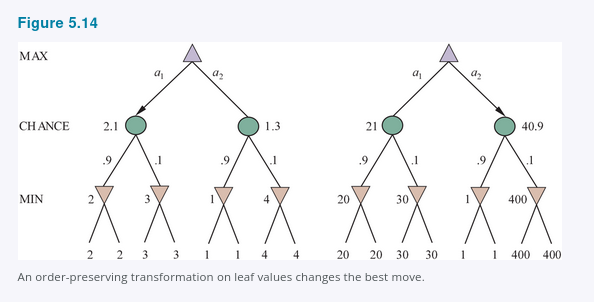 Figure 5.14
MAX
a1 a2 a1 a2
CHANCE 2.1 1.3 21 40.9
.9 .1 .9 .1 .9 .1 .9 .1
MIN 2 3 1 4 20 30 1 400
2 2 3 3 1 1 4 4 20 20 30 30 1 1 400 400
An order-preserving transformation on leaf values changes the best move.